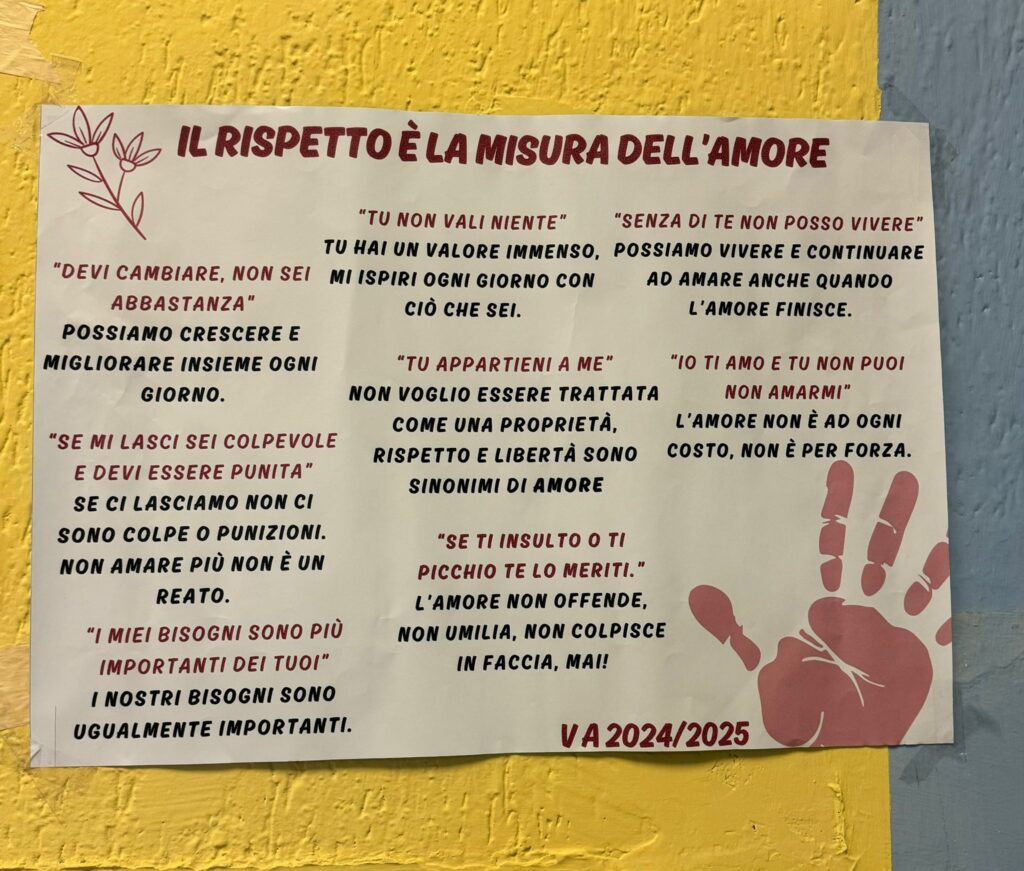 IL RISPETTO È LA MISURA DELL'AMORE
"DEVI CAMBIARE, NON SEI
ABBASTANZA"
POSSIAMO CRESCERE E
MIGLIORARE INSIEME OGNI
GIORNO.
"SE MI LASCI SEI COLPEVOLE
E DEVI ESSERE PUNITA"
SE CI LASCIAMO NON CI
SONO COLPE O PUNIZIONI.
NON AMARE PIÙ NON È UN
REATO.
"I MIEI BISOGNI SONO PIÙ
IMPORTANTI DEI TUOI"
I NOSTRI BISOGNI SONO
UGUALMENTE IMPORTANTI.
"TU NON VALI NIENTE"
TU HAI UN VALORE IMMENSO,
MI ISPIRI OGNI GIORNO CON
CIÒ CHE SEI.
"TU APPARTIENI A ME"
NON VOGLIO ESSERE TRATTATA
COME UNA PROPRIETÀ,
RISPETTO E LIBERTÀ SONO
SINONIMI DI AMORE
"SE TI INSULTO O TI
PICCHIO TE LO MERITI."
L'AMORE NON OFFENDE,
NON UMILIA, NON COLPISCE
IN FACCIA, MAI!
"SENZA DI TE NON POSSO VIVERE"
POSSIAMO VIVERE E CONTINUARE
AD AMARE ANCHE QUANDO
L'AMORE FINISCE.
"IO TI AMO E TU NON PUOI
NON AMARMI"
L'AMORE NON È AD OGNI
COSTO, NON È PER FORZA.
V A 2024/2025